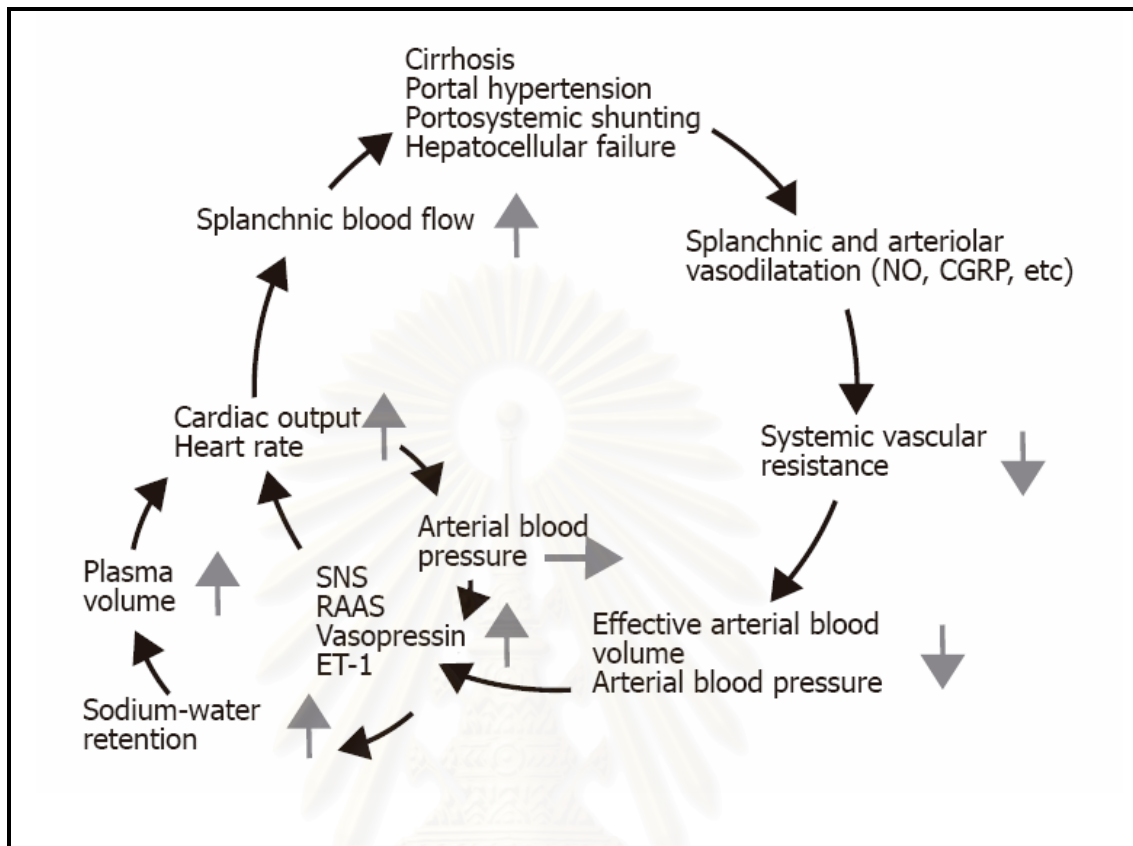 Cirrhosis
Portal hypertension
Portosystemic shunting
Hepatocellular failure
Splanchnic and arteriolar
vasodilatation (NO, CGRP, etc)
Systemic vascular
resistance
Effective arterial blood
volume
Arterial blood pressure
SNS
RAAS
Vasopressin
ET-1
Sodium-water
retention
Plasma
volume
Cardiac output
Heart rate
Arterial blood
pressure
Splanchnic blood flow